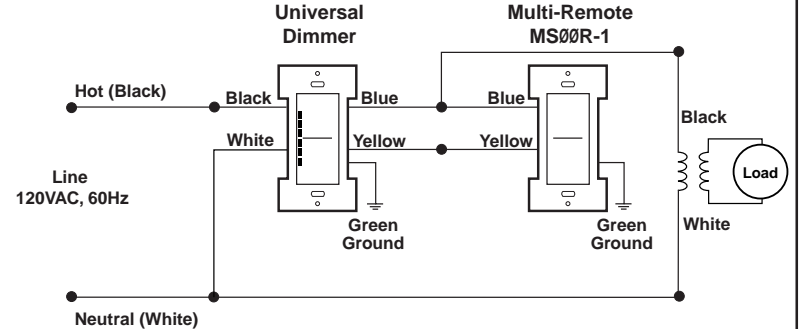 Universal
Dimmer
Multi-Remote
MSØØR-1
Hot (Black)
Black
Blue
Blue
Black
White
Yellow
Yellow
Line
120VAC, 60Hz
Load
Green
Ground
Green
Ground
White
Neutral (White)